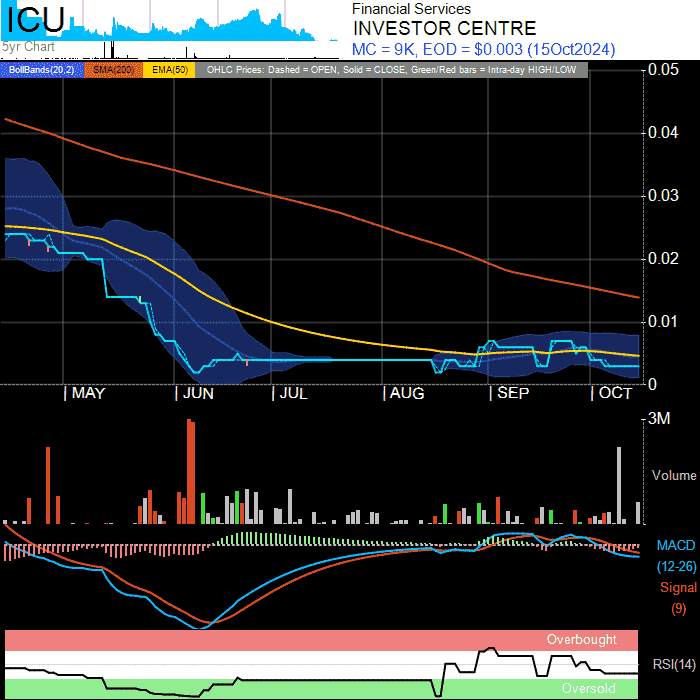 ICU
5yr Chart
Financial Services
INVESTOR CENTRE
MC = 9K, EOD = $0.003 (15Oct2024)
BollBands(20,2) SMA(200) EMA(50) OHLC Prices: Dashed = OPEN, Solid = CLOSE, Green/Red bars = Intra-day HIGH/LOW
0.05
0.04
0.03
0.02
0.01
0
MAY JUN JUL AUG SEP OCT
3M
Volume
MACD
(12-26)
Signal
(9)
Overbought
RSI(14)
Oversold